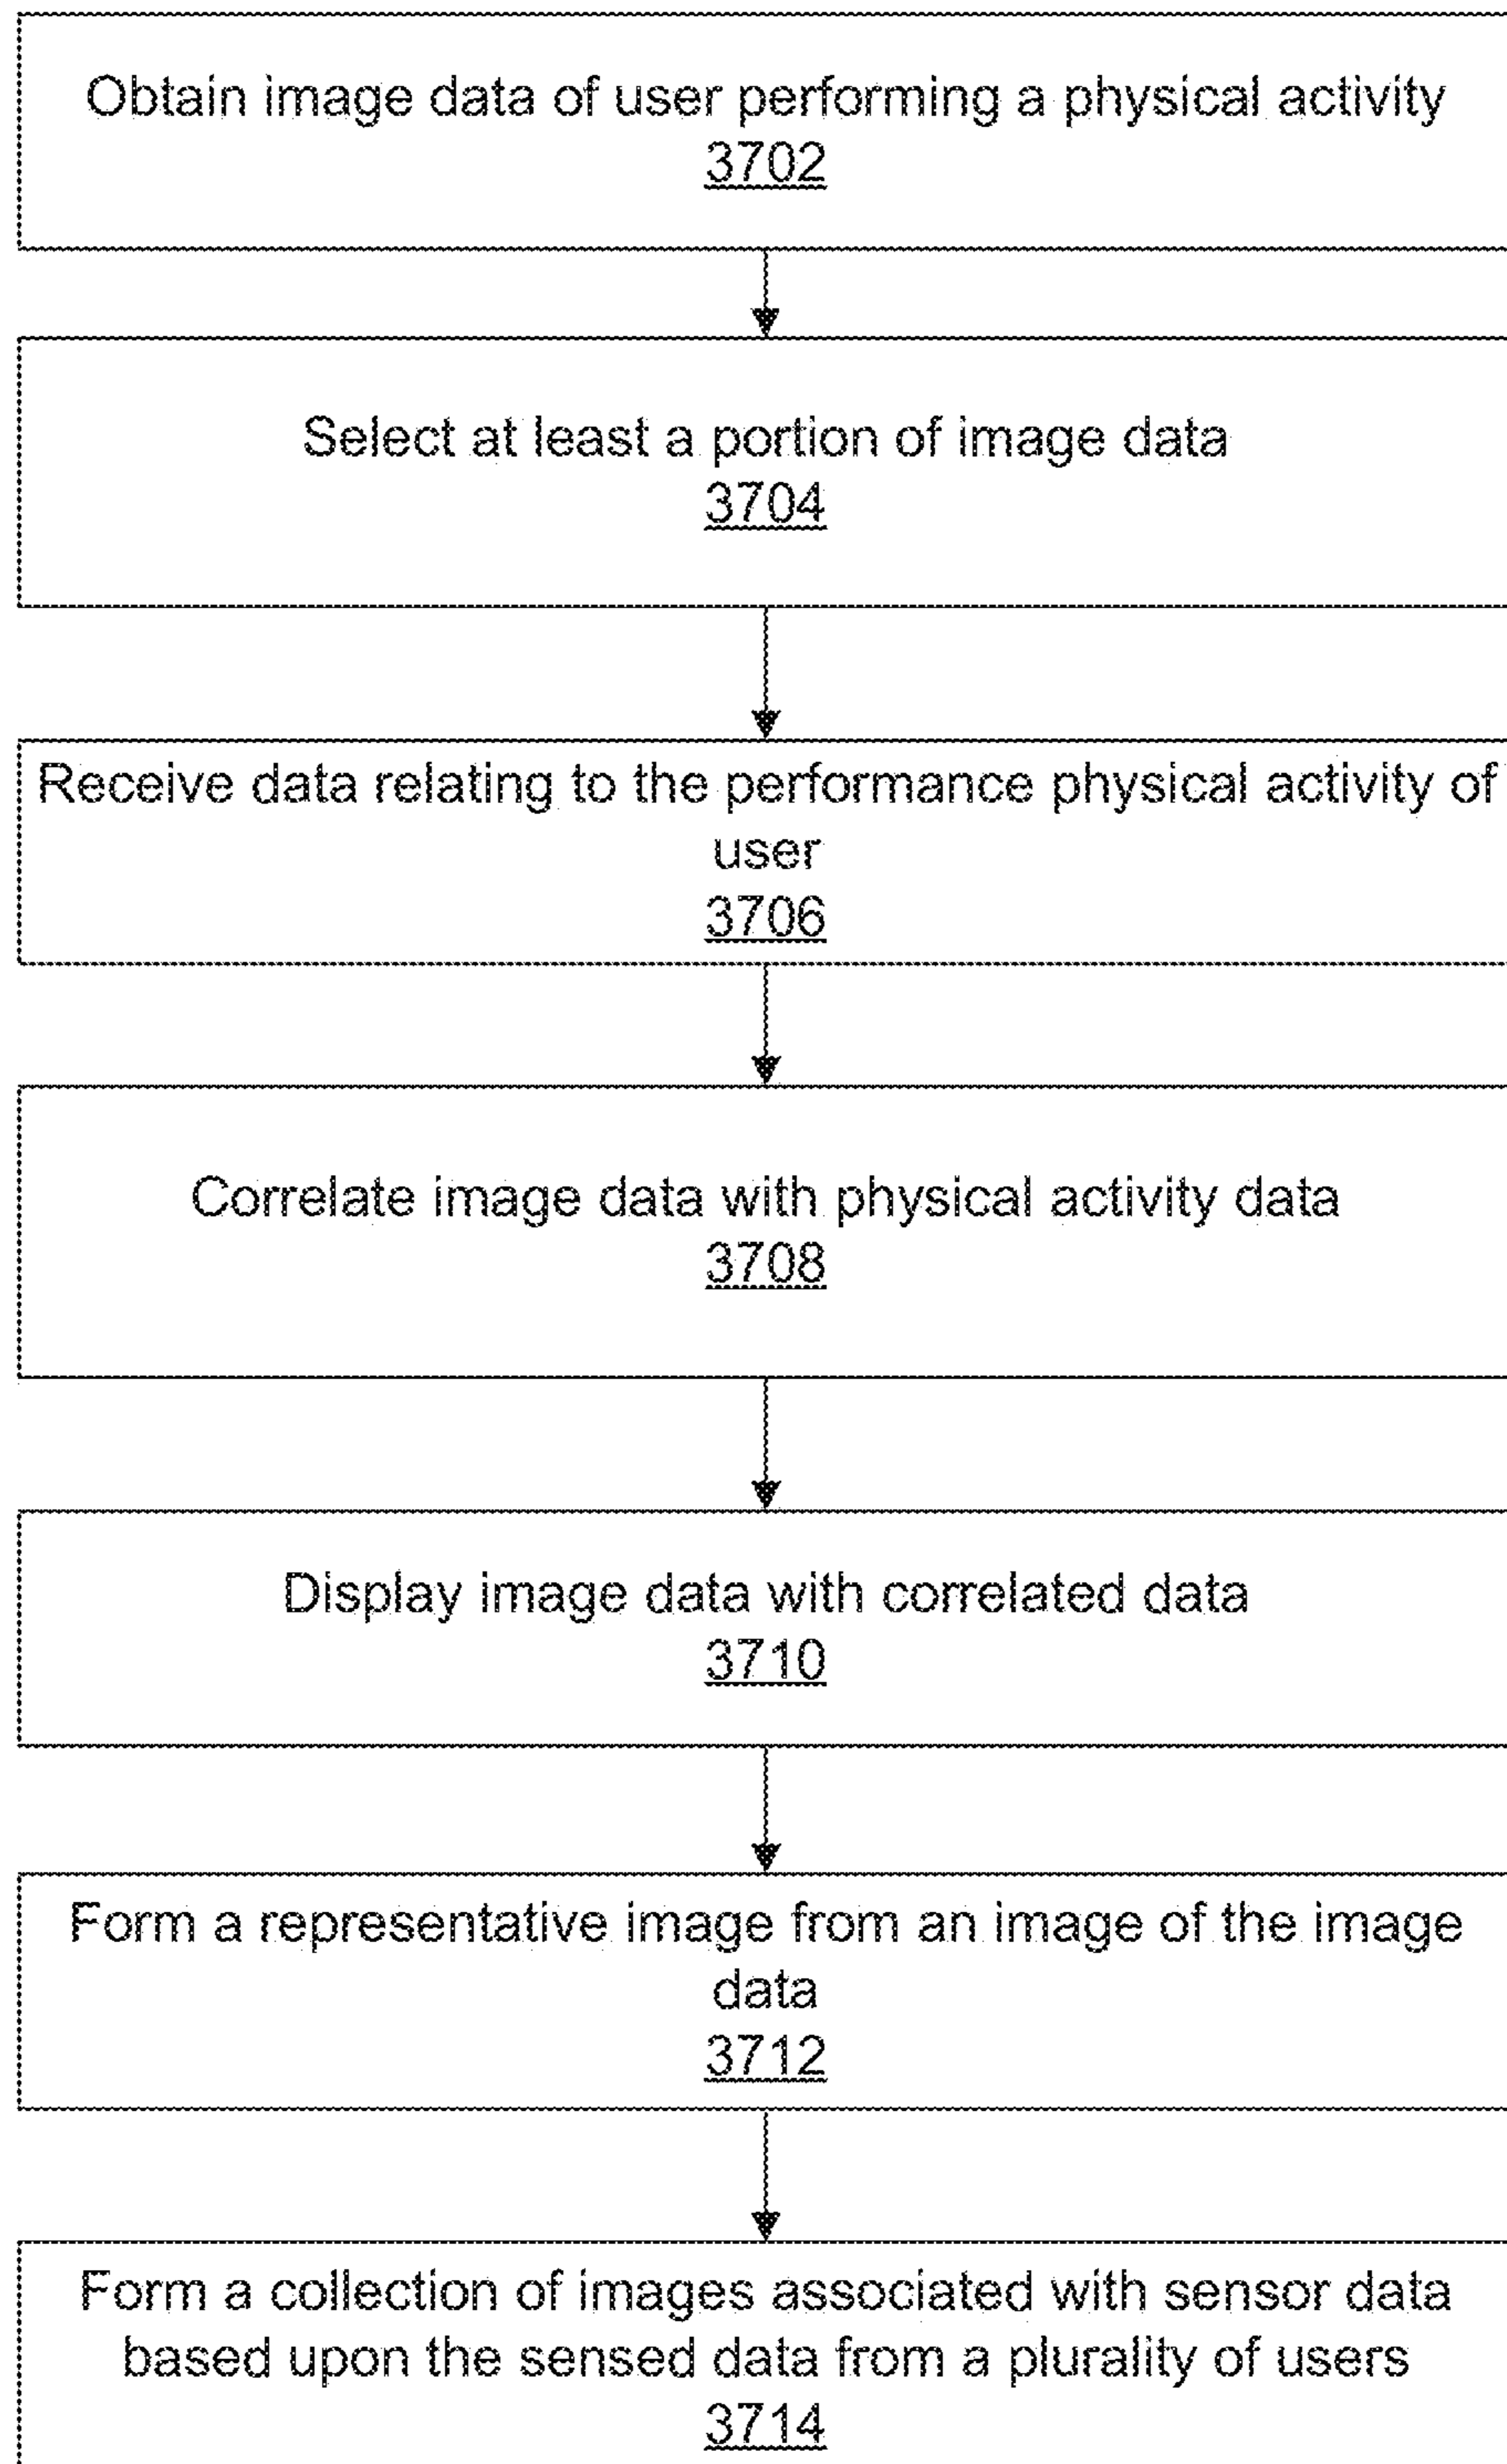 Obtain image data of user performing a physical activity
3702
Select at least a portion of image data
3704
Receive data relating to the performance physical activity of
user
3706
Correlate image data with physical activity data
3708
Display image data with correlated data
3710
Form a representative image from an image of the image
data
3712
Form a collection of images associated with sensor data
based upon the sensed data from a plurality of users
3714